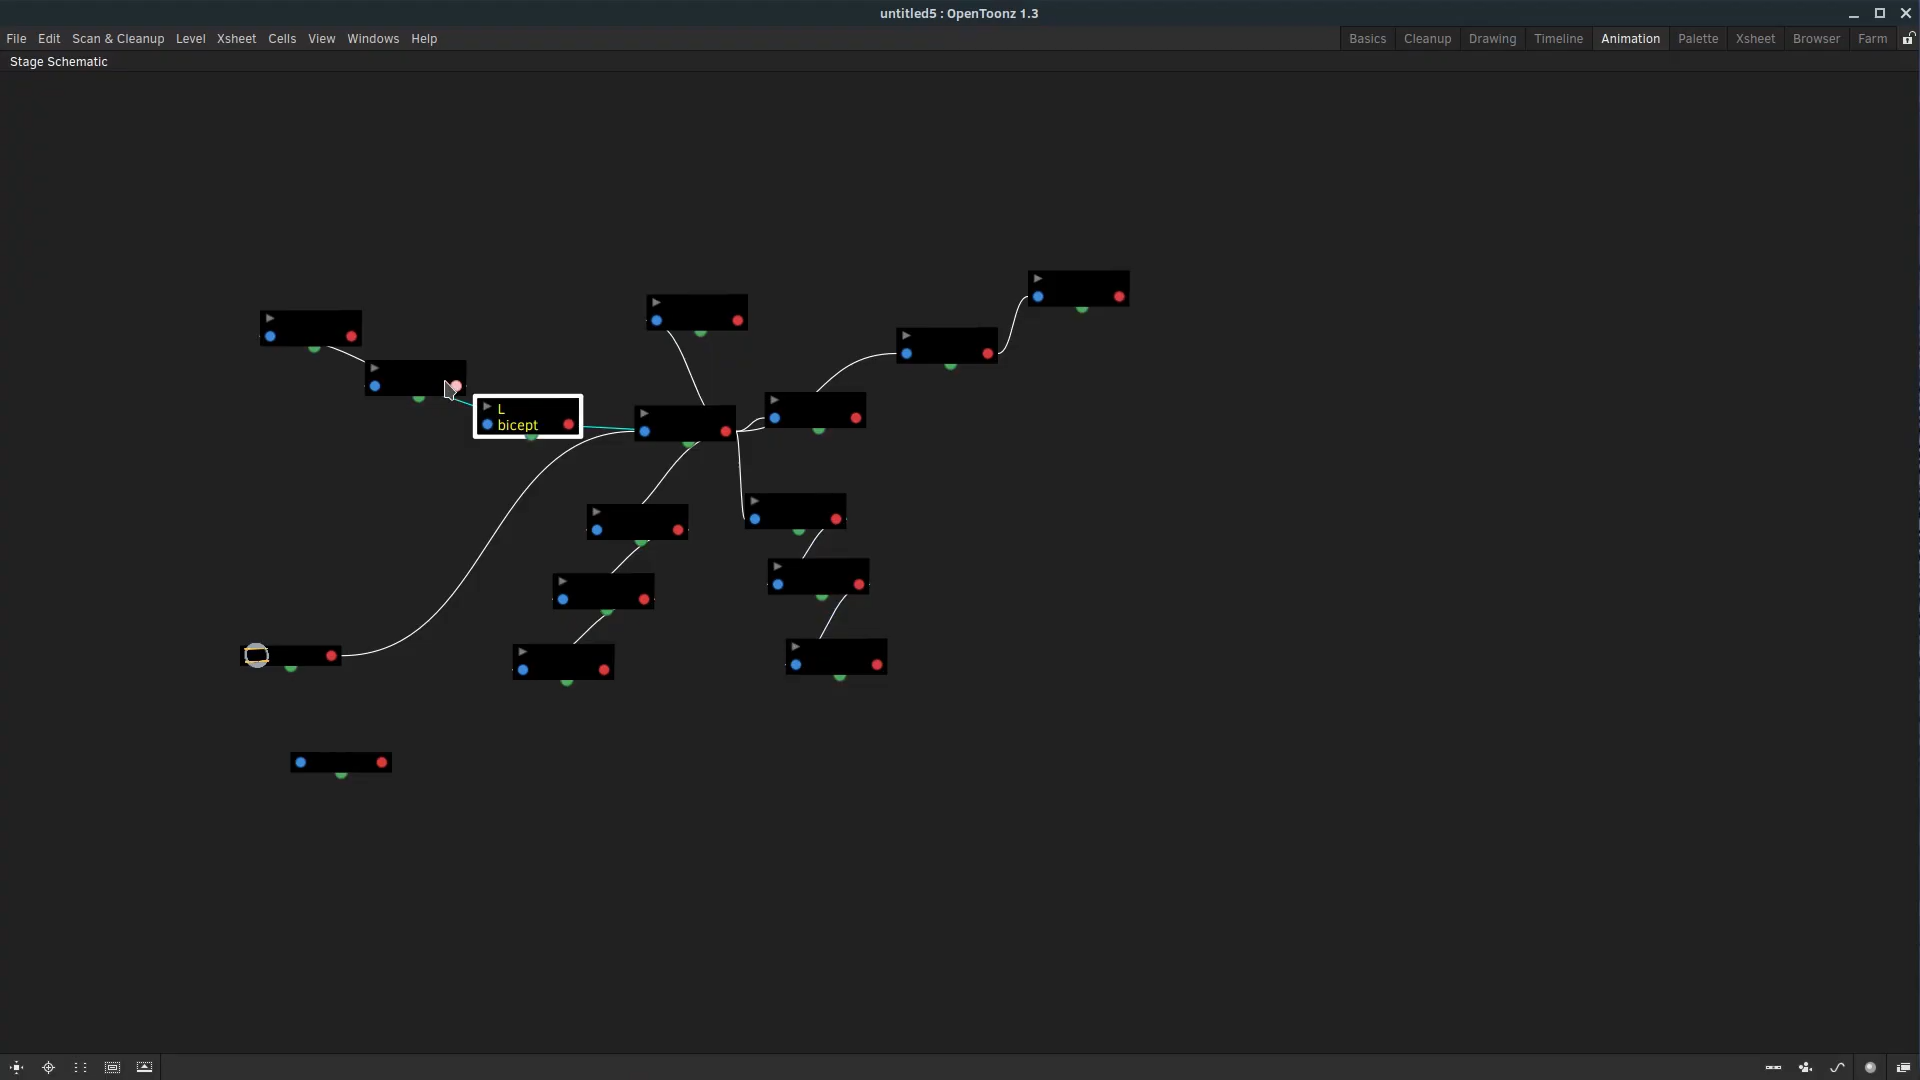 untitled5 : OpenToonz 1.3
File Edit Scan & Cleanup Level Xsheet Cells View Windows Help
Basics Cleanup Drawing Timeline Animation Palette Xsheet Browser Farm
Stage Schematic
L
bicept